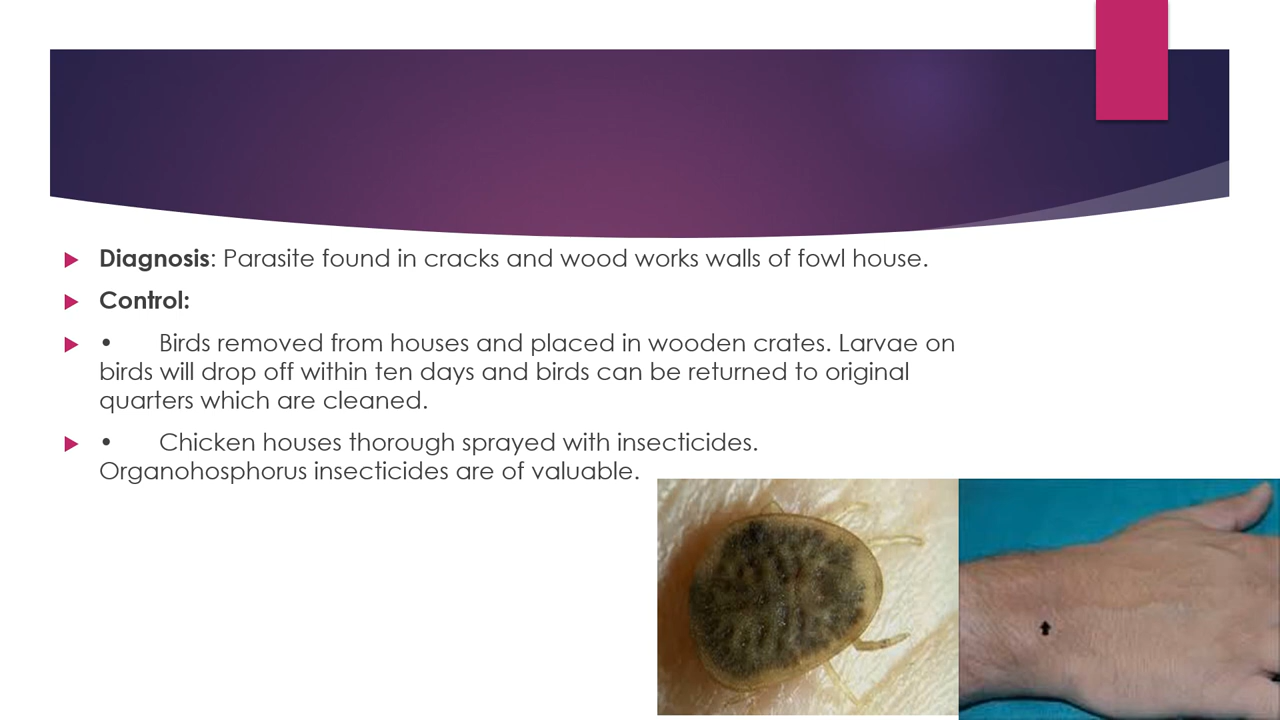 Diagnosis: Parasite found in cracks and wood works walls of fowl house.
Control:
• Birds removed from houses and placed in wooden crates. Larvae on
birds will drop off within ten days and birds can be returned to original
quarters which are cleaned.
• Chicken houses thorough sprayed with insecticides.
Organohosphorus insecticides are of valuable.